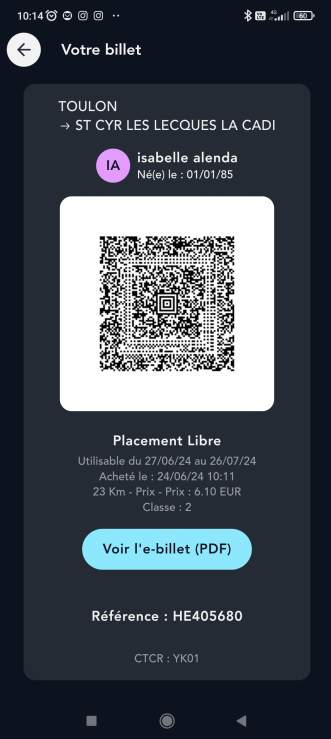 10:14
4G
60
Votre billet
TOULON
→ ST CYR LES LECQUES LA CADI
IA
isabelle alenda
Né(e) le : 01/01/85
Placement Libre
Utilisable du 27/06/24 au 26/07/24
Acheté le : 24/06/24 10:11
23 Km - Prix - Prix : 6.10 EUR
Classe : 2
Voir l'e-billet (PDF)
Référence : HE405680
CTCR : YK01